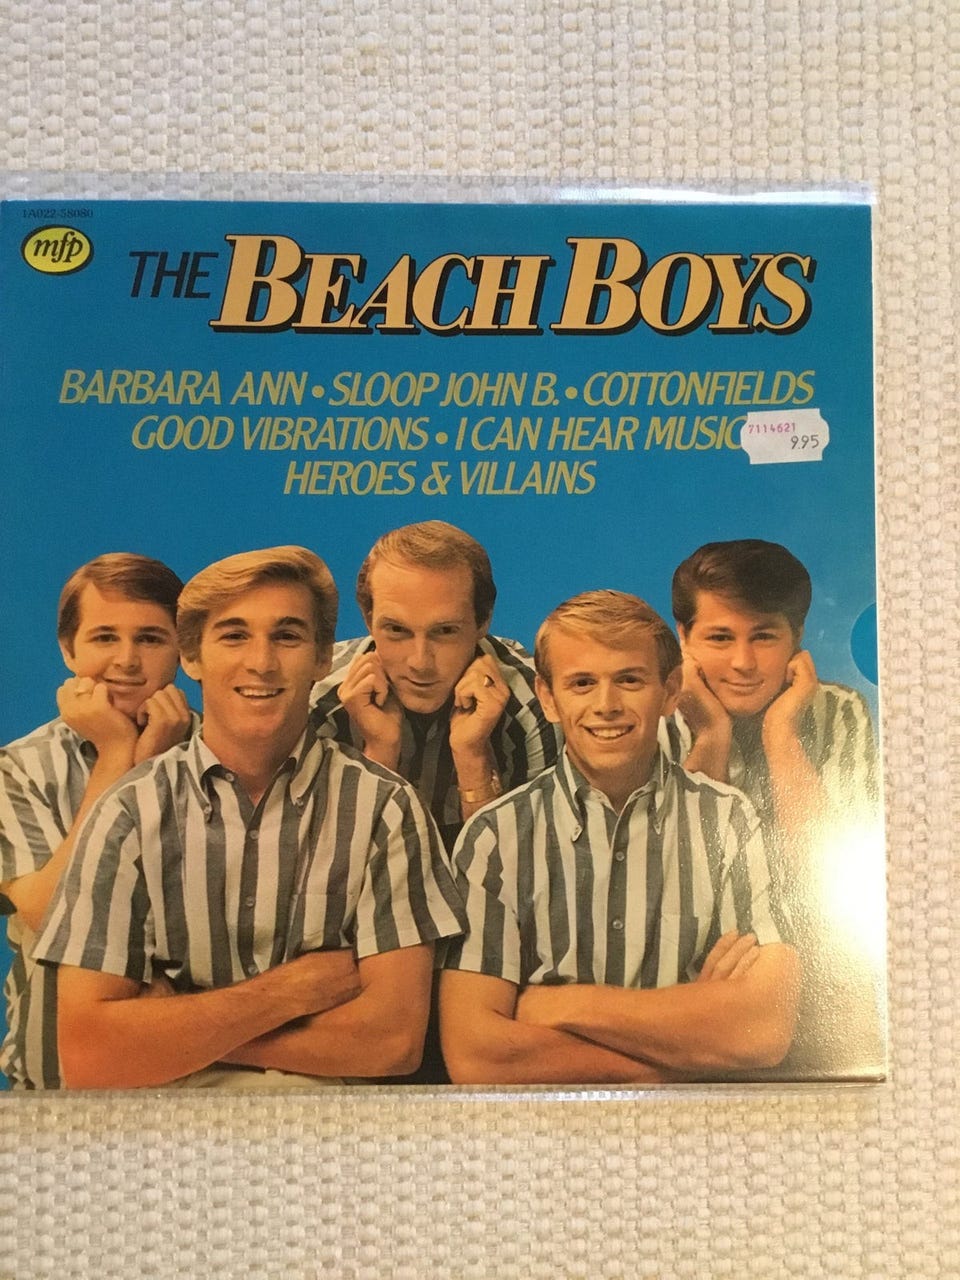 1A022-58080
mfp
THE BEACH BOYS
BARBARA ANN • SLOOP JOHN B. • COTTONFIELDS
GOOD VIBRATIONS • I CAN HEAR MUSIC
7114621
9.95
HEROES & VILLAINS